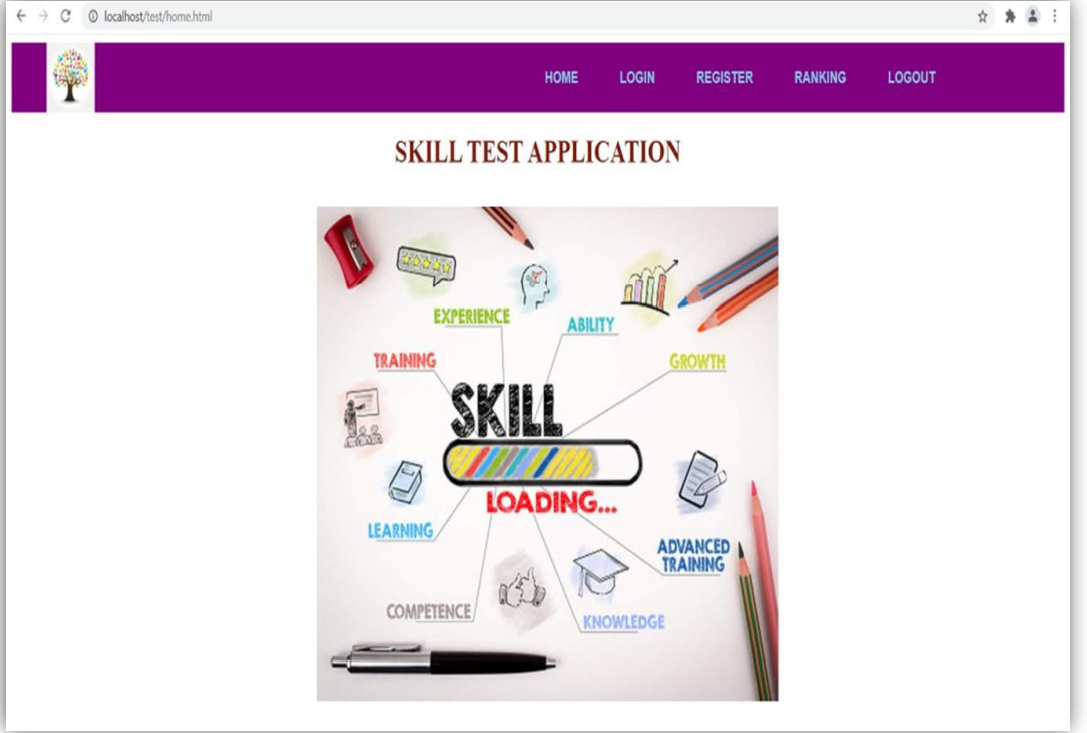 localhost/test/home.html
HOME LOGIN REGISTER RANKING LOGOUT
SKILL TEST APPLICATION
EXPERIENCE
ABILITY
TRAINING
GROWTH
SKILL
LOADING...
LEARNING
ADVANCED
TRAINING
COMPETENCE
KNOWLEDGE